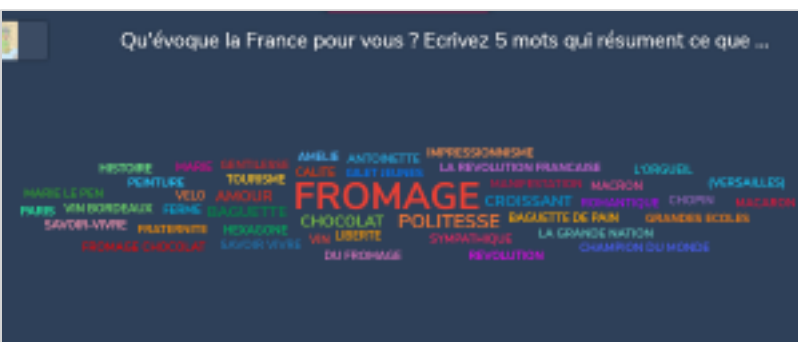 Qu'évoque la France pour vous ? Ecrivez 5 mots qui résument ce que ...
AMELIE ANTOINETTE IMPRESSIONNISME
HISTOIRE MARIE GENTILESSE CALITE GILET JEUNES LA REVOLUTION FRANCAISE L'ORGUEIL
PEINTURE TOURISME MANIFESTATION MACRON (VERSAILLES)
MARIE LE PEN VELO AMOUR FROMAGE CROISSANT ROMANTIQUE CHOPIN MACARON
PARIS VIN BORDEAUX FERME BAGUETTE CHOCOLAT POLITESSE BAGUETTE DE PAIN GRANDES ECOLES
SAVOIR-VIVRE FRATERNITE HEXAGONE VIN LIBERTE SYMPATHIQUE LA GRANDE NATION
FROMAGE CHOCOLAT SAVOIR VIVRE CHAMPION DU MONDE
DU FROMAGE REVOLUTION